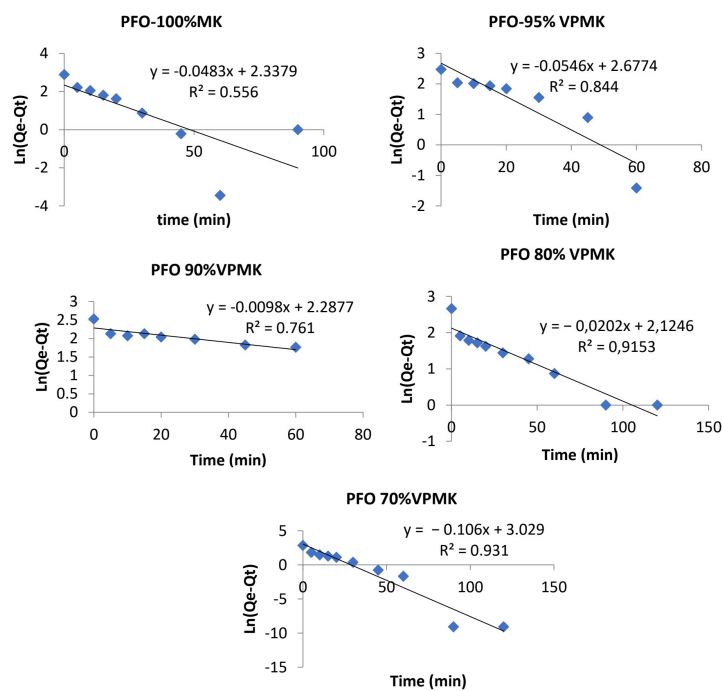 PFO-100%MK
y = -0.0483x + 2.3379
R² = 0.556
4
2
0
-2
-4
0
50
100
Ln(Qe-Qt)
time (min)
PFO-95% VPMK
y = -0.0546x + 2.6774
R² = 0.844
3
2
1
0
-1
-2
0
20
40
60
80
Ln(Qe-Qt)
Time (min)
PFO 90%VPMK
y = -0.0098x + 2.2877
R² = 0.761
3
2.5
2
1.5
1
0.5
0
0
20
40
60
80
Ln(Qe-Qt)
Time (min)
PFO 80% VPMK
y = − 0,0202x + 2,1246
R² = 0,9153
3
2
1
0
-1
0
50
100
150
Ln(Qe-Qt)
Time (min)
PFO 70%VPMK
y = − 0.106x + 3.029
R² = 0.931
5
0
-5
-10
-15
0
50
100
150
Ln(Qe-Qt)
Time (min)